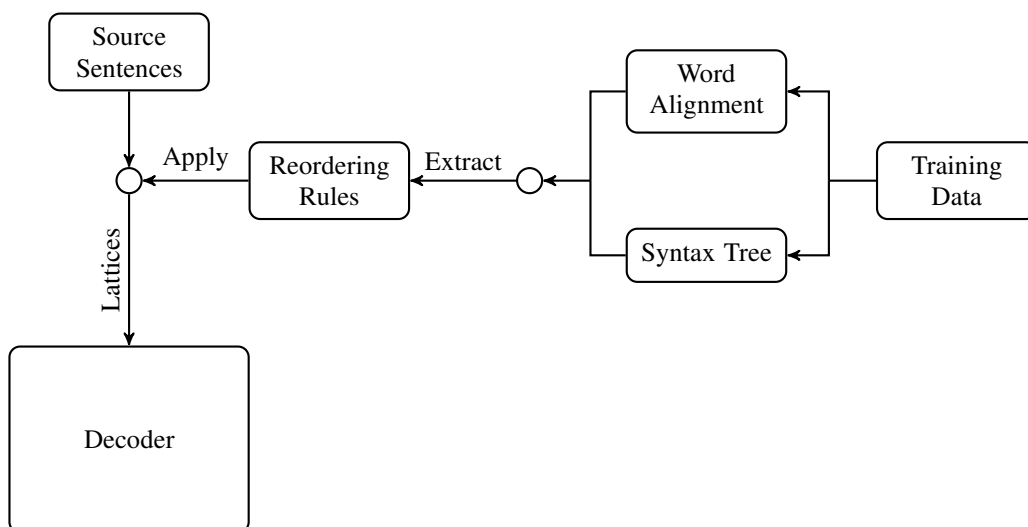 Source
Sentences
Word
Alignment
Apply
Reordering
Rules
Extract
Training
Data
Syntax Tree
Lattices
Decoder